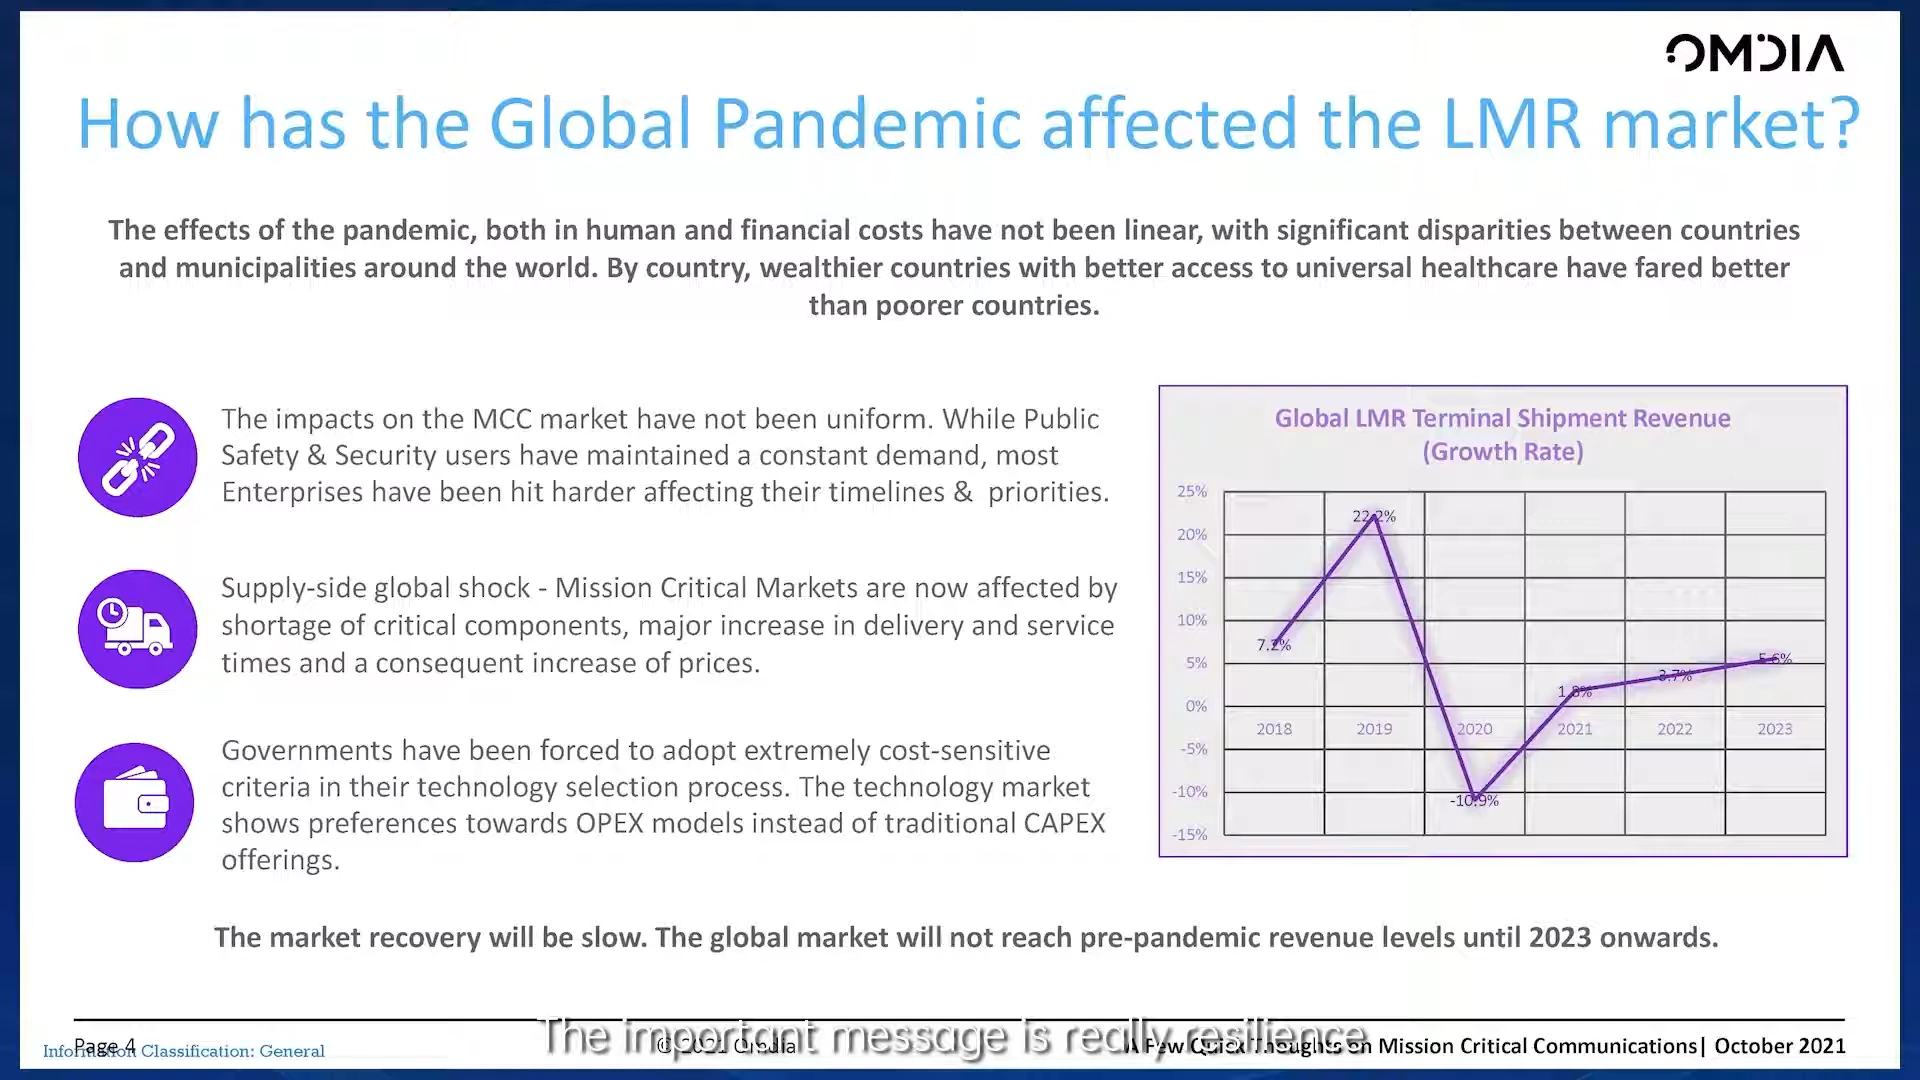 OMDIA
How has the Global Pandemic affected the LMR market?
The effects of the pandemic, both in human and financial costs have not been linear, with significant disparities between countries
and municipalities around the world. By country, wealthier countries with better access to universal healthcare have fared better
than poorer countries.
The impacts on the MCC market have not been uniform. While Public
Safety & Security users have maintained a constant demand, most
Enterprises have been hit harder affecting their timelines & priorities.
Supply-side global shock - Mission Critical Markets are now affected by
shortage of critical components, major increase in delivery and service
times and a consequent increase of prices.
Governments have been forced to adopt extremely cost-sensitive
criteria in their technology selection process. The technology market
shows preferences towards OPEX models instead of traditional CAPEX
offerings.
Global LMR Terminal Shipment Revenue
(Growth Rate)
25%
20%
15%
10%
5%
0%
-5%
-10%
-15%
7.2%
22.2%
-10.9%
1.8%
3.7%
5.6%
2018 2019 2020 2021 2022 2023
The market recovery will be slow. The global market will not reach pre-pandemic revenue levels until 2023 onwards.
Page 4
Information Classification: General
© 2021 Omdia
A Few Quick Thoughts on Mission Critical Communications| October 2021
The important message is really resilience